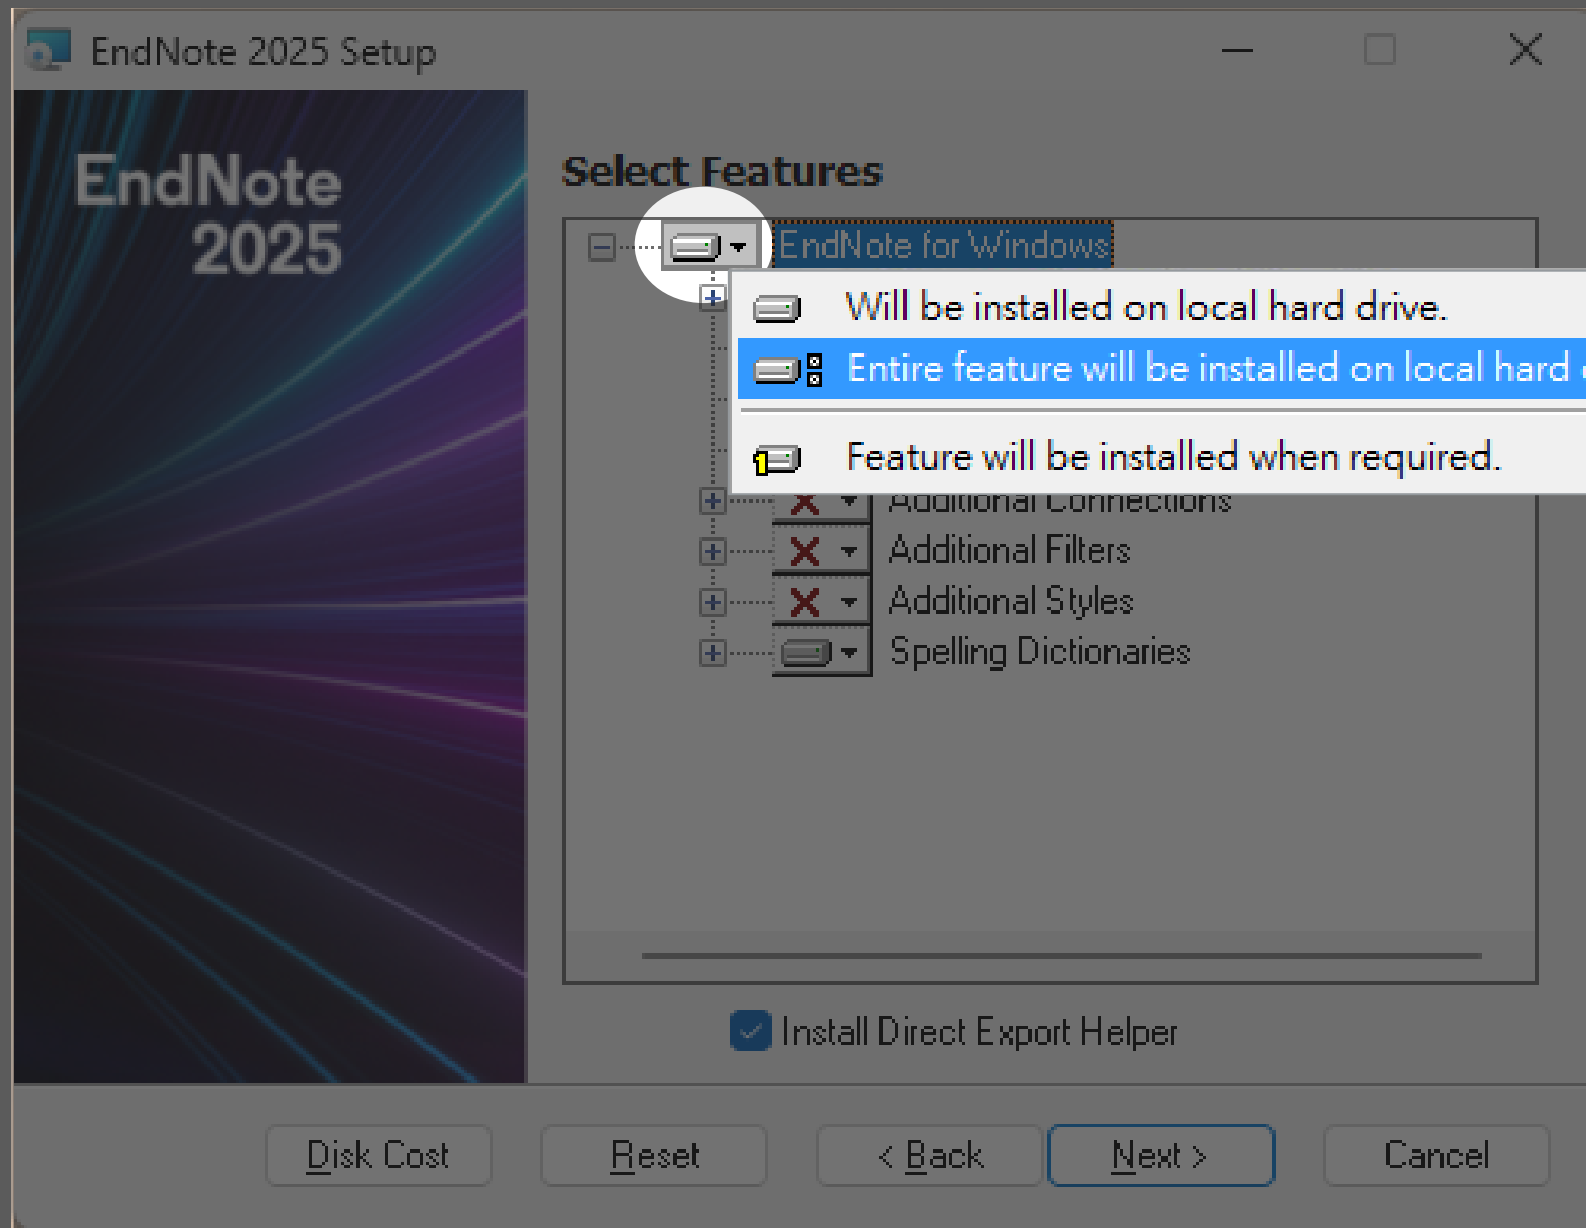 EndNote 2025 Setup
EndNote
2025
Select Features
EndNote for Windows
Will be installed on local hard drive.
Entire feature will be installed on local hard
Feature will be installed when required.
Additional Connections
Additional Filters
Additional Styles
Spelling Dictionaries
Install Direct Export Helper
Disk Cost
Reset
< Back
Next >
Cancel